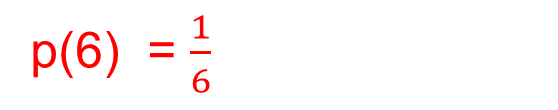 p(6) = 1/6